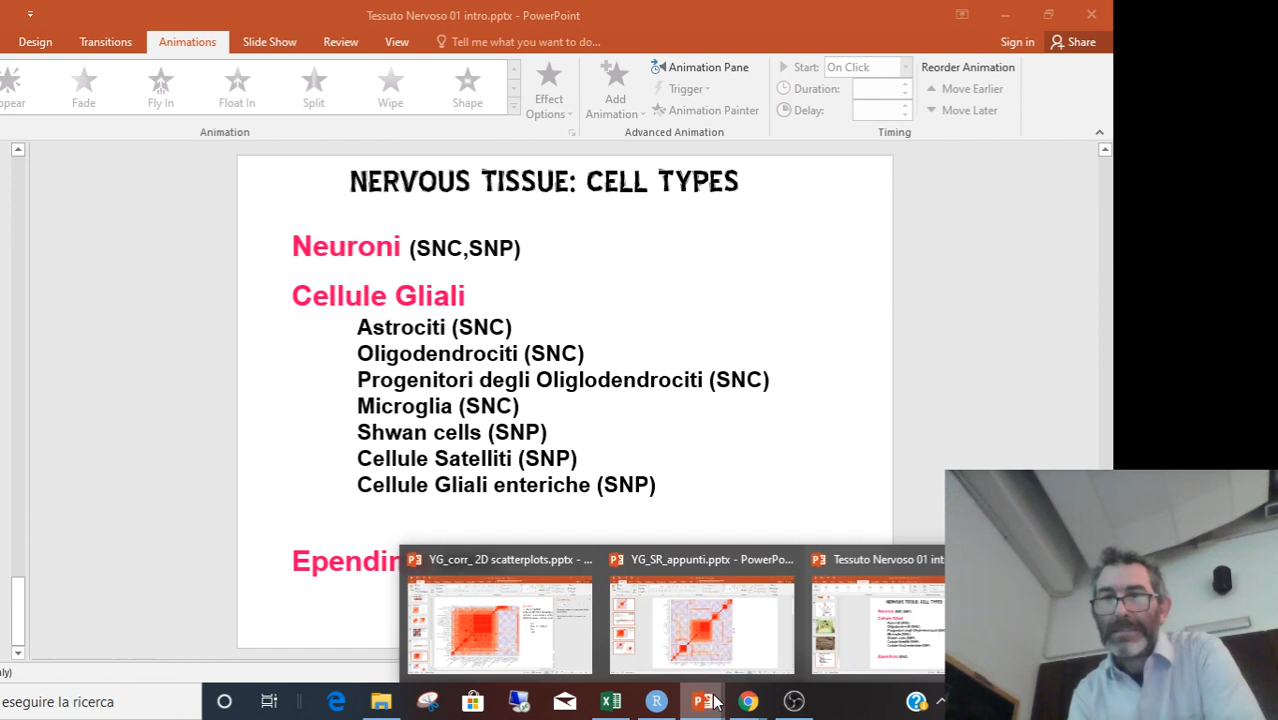 Tessuto Nervoso 01 intro.pptx - PowerPoint
Design Transitions Animations Slide Show Review View Tell me what you want to do... Sign in Share
Fade Fly In Float In Split Wipe Shape
Effect Options
Add Animation
Animation Pane
Trigger
Animation Painter
Start: On Click
Duration:
Delay:
Reorder Animation
Move Earlier
Move Later
Animation Advanced Animation Timing
NERVOUS TISSUE: CELL TYPES
Neuroni (SNC,SNP)
Cellule Gliali
Astrociti (SNC)
Oligodendrociti (SNC)
Progenitori degli Oliglodendrociti (SNC)
Microglia (SNC)
Shwan cells (SNP)
Cellule Satelliti (SNP)
Cellule Gliali enteriche (SNP)
YG_corr_ 2D scatterplots.pptx - ...
YG_SR_appunti.pptx - PowerPo...
Tessuto Nervoso 01 int
eseguire la ricerca